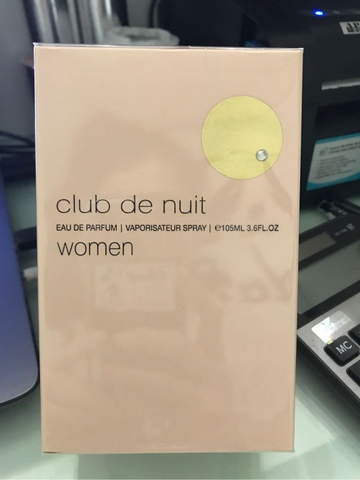 club de nuit
EAU DE PARFUM | VAPORISATEUR SPRAY | ℮105ML 3.6FL.OZ
women
MC